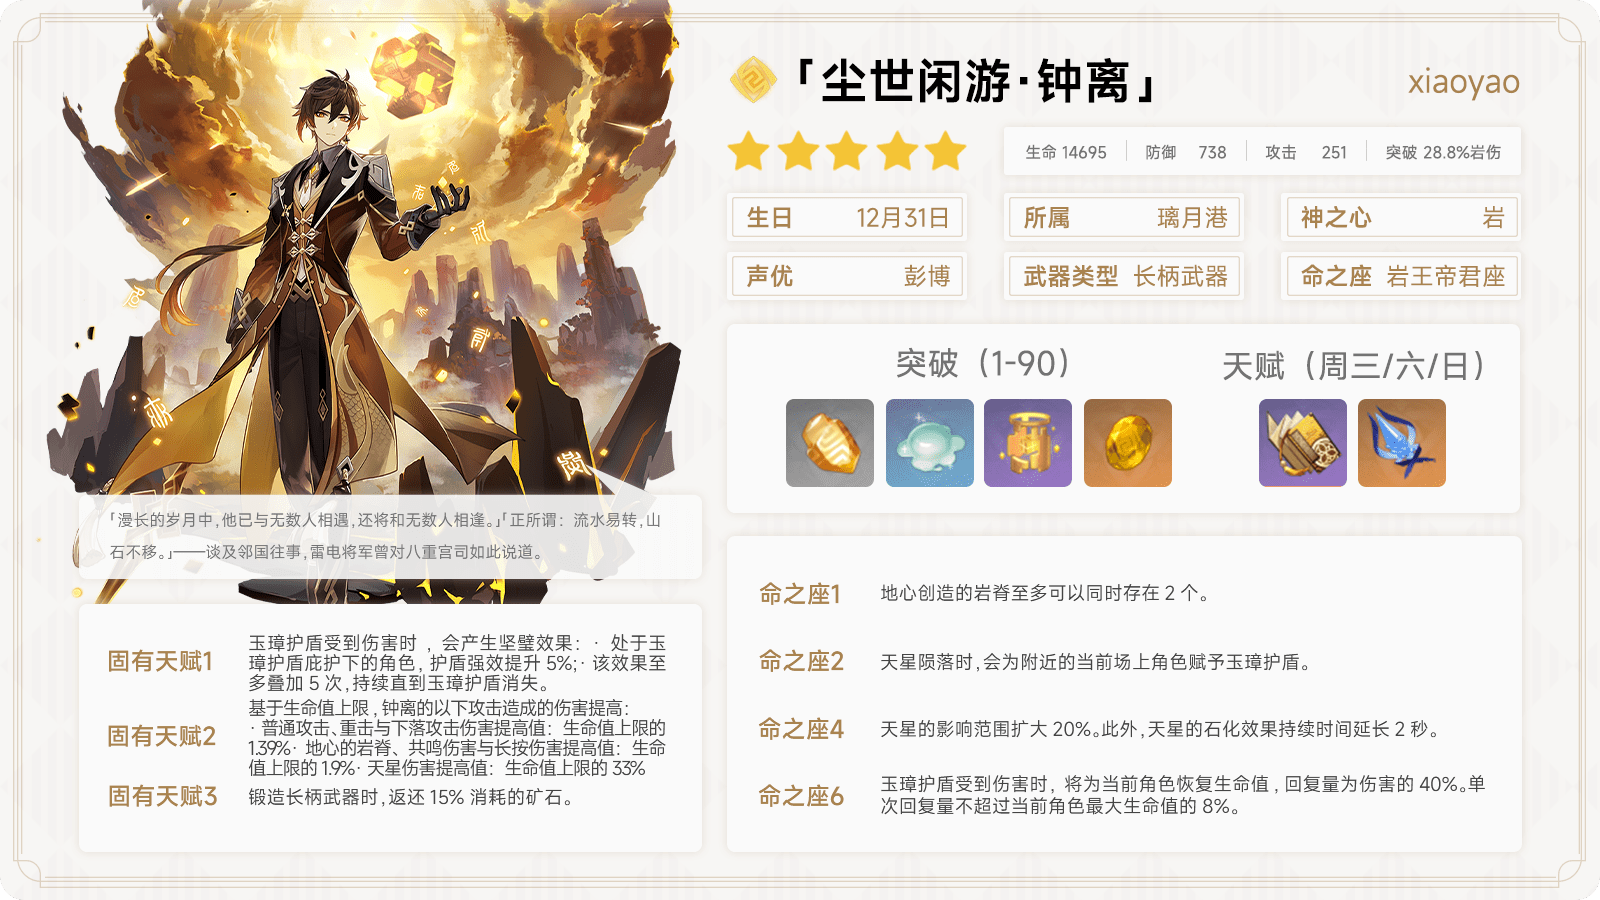 「尘世闲游·钟离」
xiaoyao
生命 14695 防御 738 攻击 251 突破 28.8%岩伤
生日 12月31日
所属 璃月港
神之心 岩
声优 彭博
武器类型 长柄武器
命之座 岩王帝君座
突破（1-90）
天赋（周三/六/日）
「漫长的岁月中,他已与无数人相遇,还将和无数人相逢。」「正所谓：流水易转,山
石不移。」——谈及邻国往事,雷电将军曾对八重宫司如此说道。
固有天赋1
玉璋护盾受到伤害时，会产生坚璧效果：· 处于玉
璋护盾庇护下的角色，护盾强效提升 5%;· 该效果至
多叠加 5 次,持续直到玉璋护盾消失。
固有天赋2
基于生命值上限,钟离的以下攻击造成的伤害提高：
· 普通攻击、重击与下落攻击伤害提高值：生命值上限的
1.39%· 地心的岩脊、共鸣伤害与长按伤害提高值：生命
值上限的 1.9%· 天星伤害提高值：生命值上限的 33%
固有天赋3
锻造长柄武器时,返还 15% 消耗的矿石。
命之座1
地心创造的岩脊至多可以同时存在 2 个。
命之座2
天星陨落时,会为附近的当前场上角色赋予玉璋护盾。
命之座4
天星的影响范围扩大 20%。此外,天星的石化效果持续时间延长 2 秒。
命之座6
玉璋护盾受到伤害时，将为当前角色恢复生命值，回复量为伤害的 40%。单
次回复量不超过当前角色最大生命值的 8%。